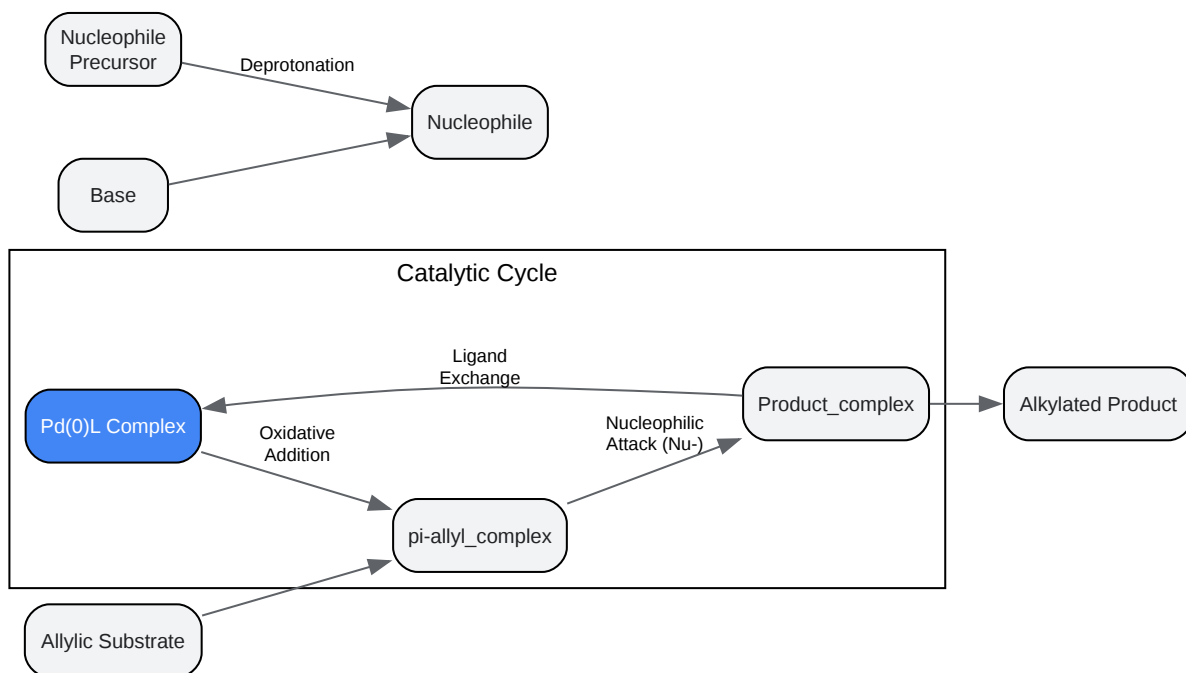 Nucleophile
Precursor
Deprotonation
Nucleophile
Base
Catalytic Cycle
Ligand
Exchange
Pd(0)L Complex
Oxidative
Addition
Nucleophilic
Attack (Nu-)
Product_complex
Alkylated Product
pi-allyl_complex
Allylic Substrate